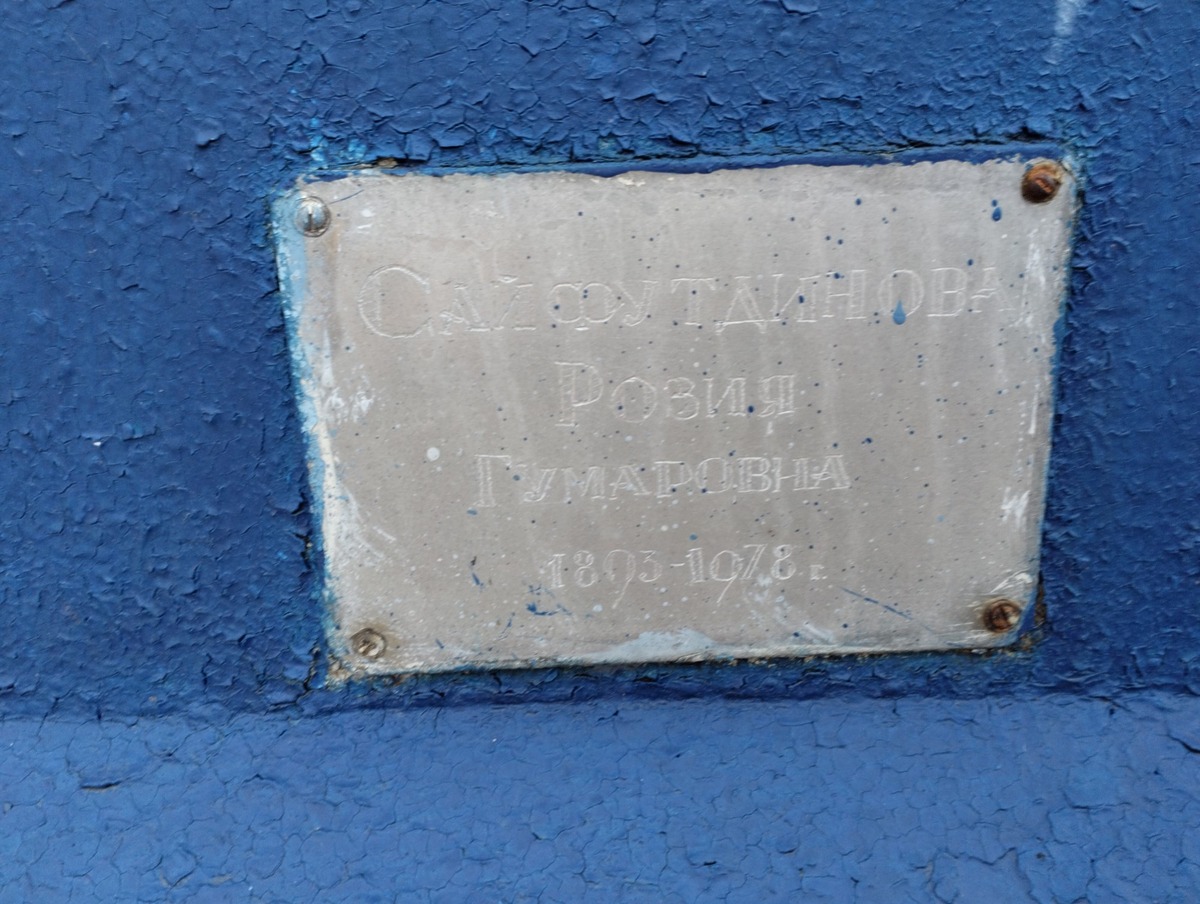 Сайфутдинова
Розия
Гумаровна
1893-1978 г.